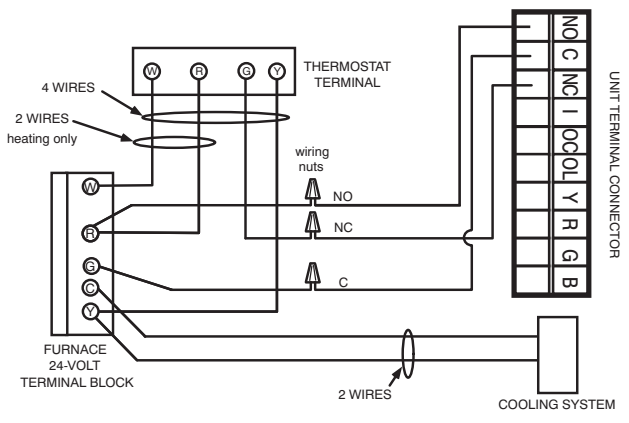 W R G Y
THERMOSTAT
TERMINAL
4 WIRES
2 WIRES
heating only
wiring
nuts
W
R
G
C
Y
NO
NC
C
FURNACE
24-VOLT
TERMINAL BLOCK
2 WIRES
COOLING SYSTEM
NO
C
NC
I
OCOL
Y
R
G
B
UNIT TERMINAL CONNECTOR